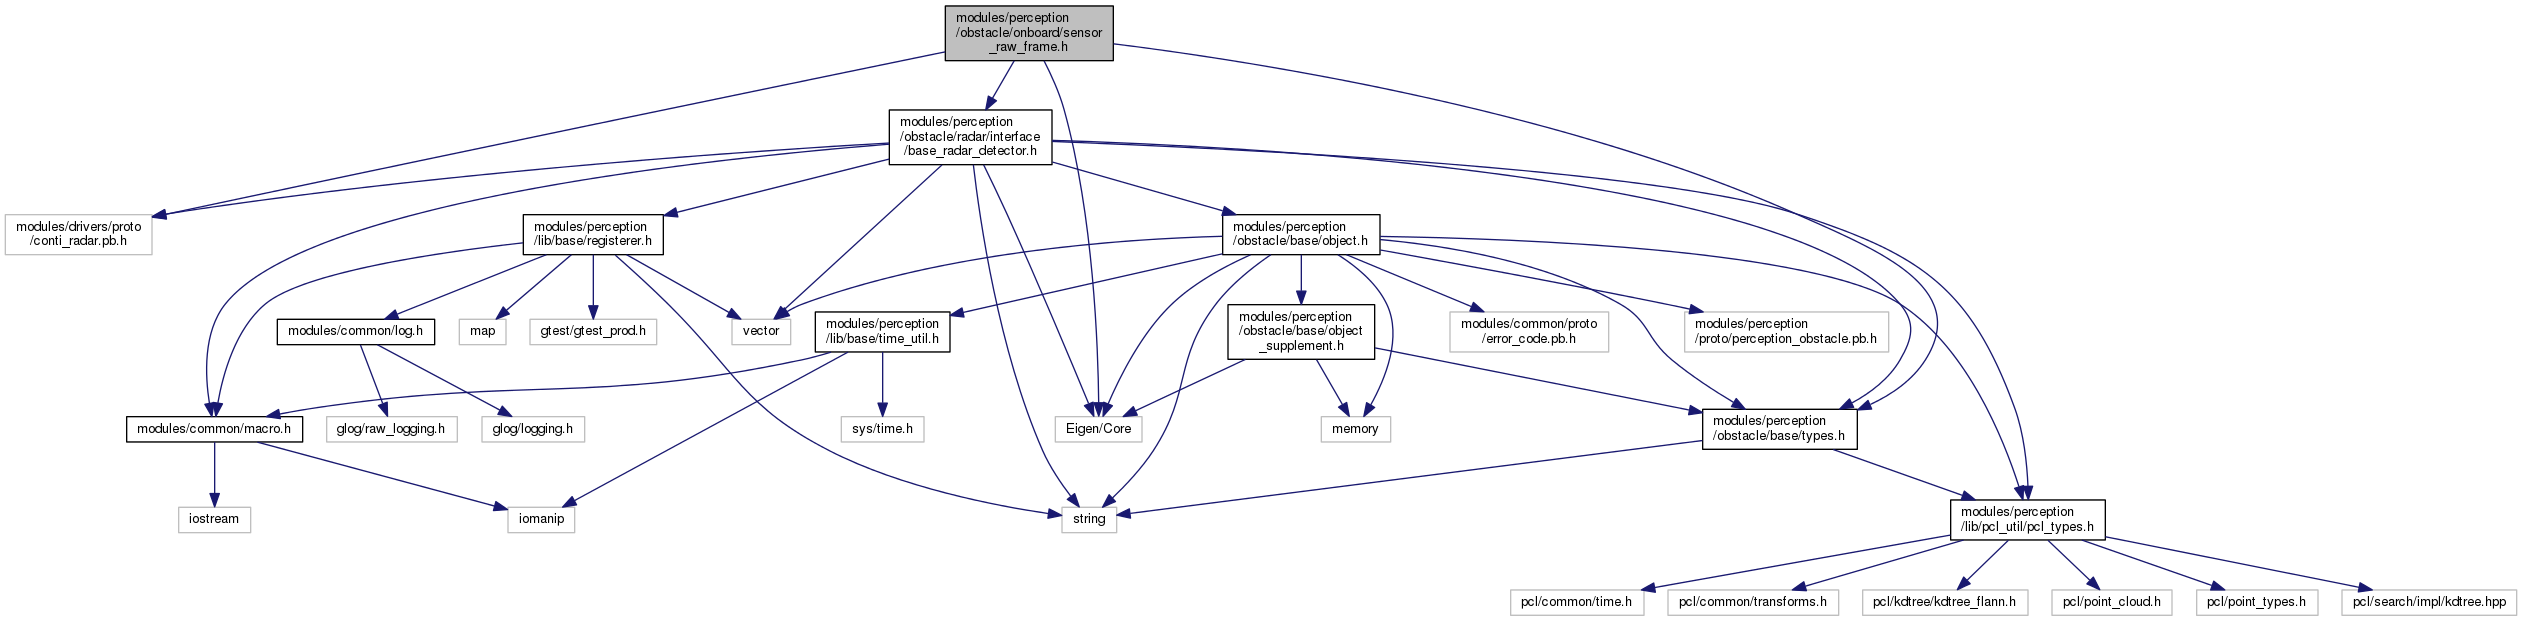 modules/perception
/obstacle/onboard/sensor
_raw_frame.h
modules/perception
/obstacle/radar/interface
/base_radar_detector.h
modules/drivers/proto
/conti_radar.pb.h
modules/perception
/lib/base/registerer.h
modules/perception
/obstacle/base/object.h
modules/common/log.h
map
gtest/gtest_prod.h
vector
modules/perception
/lib/base/time_util.h
modules/perception
/obstacle/base/object
_supplement.h
modules/common/proto
/error_code.pb.h
modules/perception
/proto/perception_obstacle.pb.h
modules/common/macro.h
glog/raw_logging.h
glog/logging.h
sys/time.h
Eigen/Core
memory
modules/perception
/obstacle/base/types.h
iostream
iomanip
string
modules/perception
/lib/pcl_util/pcl_types.h
pcl/common/time.h
pcl/common/transforms.h
pcl/kdtree/kdtree_flann.h
pcl/point_cloud.h
pcl/point_types.h
pcl/search/impl/kdtree.hpp